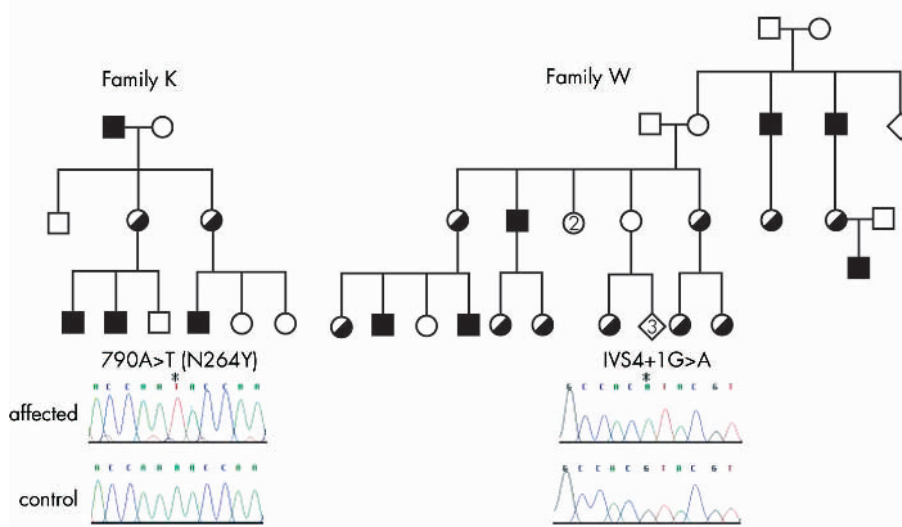 Family K
Family W
2
3
790A>T (N264Y)
IVS4+1G>A
*
*
A C C A A T A C C A A
G C C A C A T A C G T
affected
A C C A A A A C C A A
G C C A C G T A C G T
control